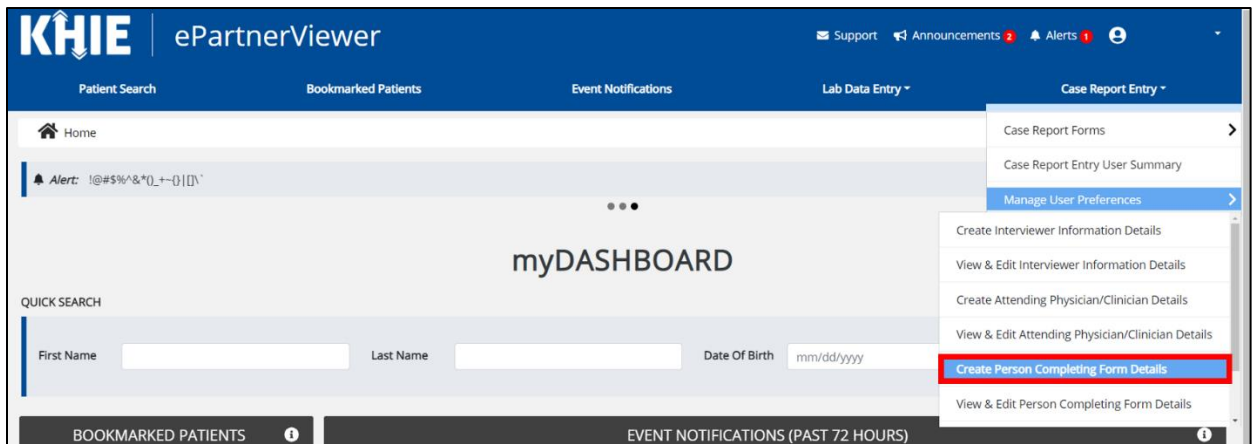 KHIE ePartnerViewer
Support Announcements 2 Alerts 1
Patient Search Bookmarked Patients Event Notifications Lab Data Entry Case Report Entry
Home
Case Report Forms
Case Report Entry User Summary
Alert: !@#$%^&*()_+~{}|[]\`
Manage User Preferences
Create Interviewer Information Details
myDASHBOARD
View & Edit Interviewer Information Details
QUICK SEARCH
Create Attending Physician/Clinician Details
View & Edit Attending Physician/Clinician Details
First Name Last Name Date Of Birth mm/dd/yyyy
Create Person Completing Form Details
View & Edit Person Completing Form Details
BOOKMARKED PATIENTS EVENT NOTIFICATIONS (PAST 72 HOURS)